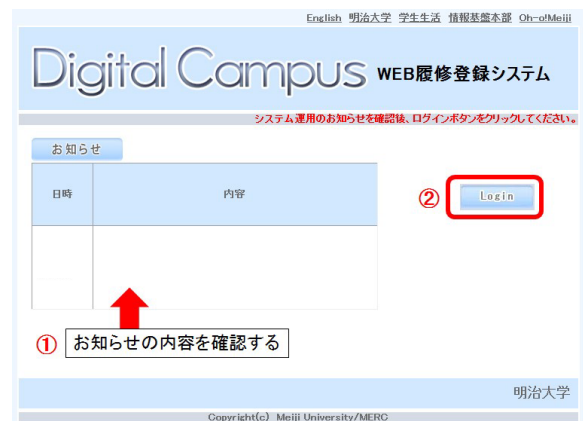 English 明治大学 学生生活 情報基盤本部 Oh-o!Meiji
Digital Campus WEB履修登録システム
システム運用のお知らせを確認後、ログインボタンをクリックしてください。
お知らせ
日時 内容
② Login
① お知らせの内容を確認する
明治大学
Copyright(c) Meiji University/MERC